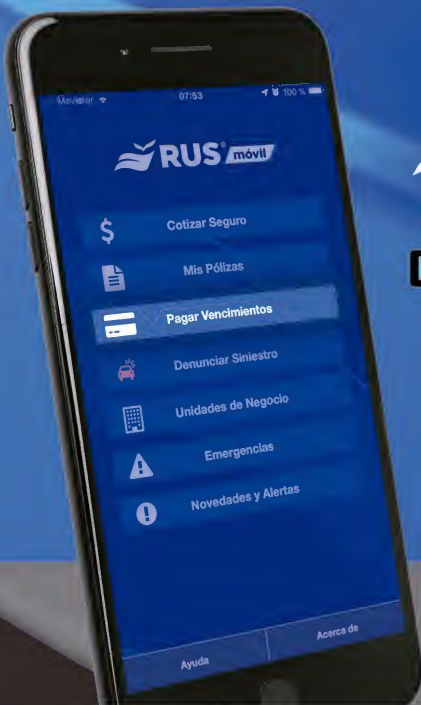 Movistar 07:53 100 %
RUS móvil
$ Cotizar Seguro
Mis Pólizas
Pagar Vencimientos
Denunciar Siniestro
Unidades de Negocio
Emergencias
Novedades y Alertas
Ayuda Acerca de